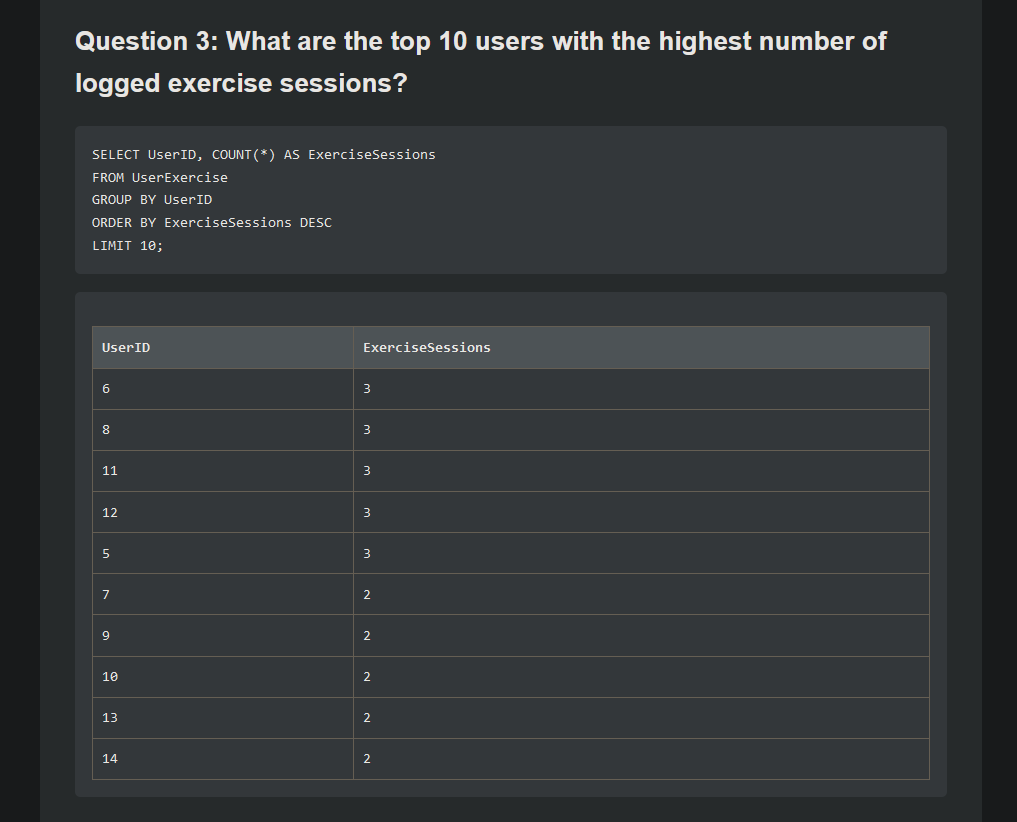 Question 3: What are the top 10 users with the highest number of
logged exercise sessions?
SELECT UserID, COUNT(*) AS ExerciseSessions
FROM UserExercise
GROUP BY UserID
ORDER BY ExerciseSessions DESC
LIMIT 10;
UserID ExerciseSessions
6 3
8 3
11 3
12 3
5 3
7 2
9 2
10 2
13 2
14 2